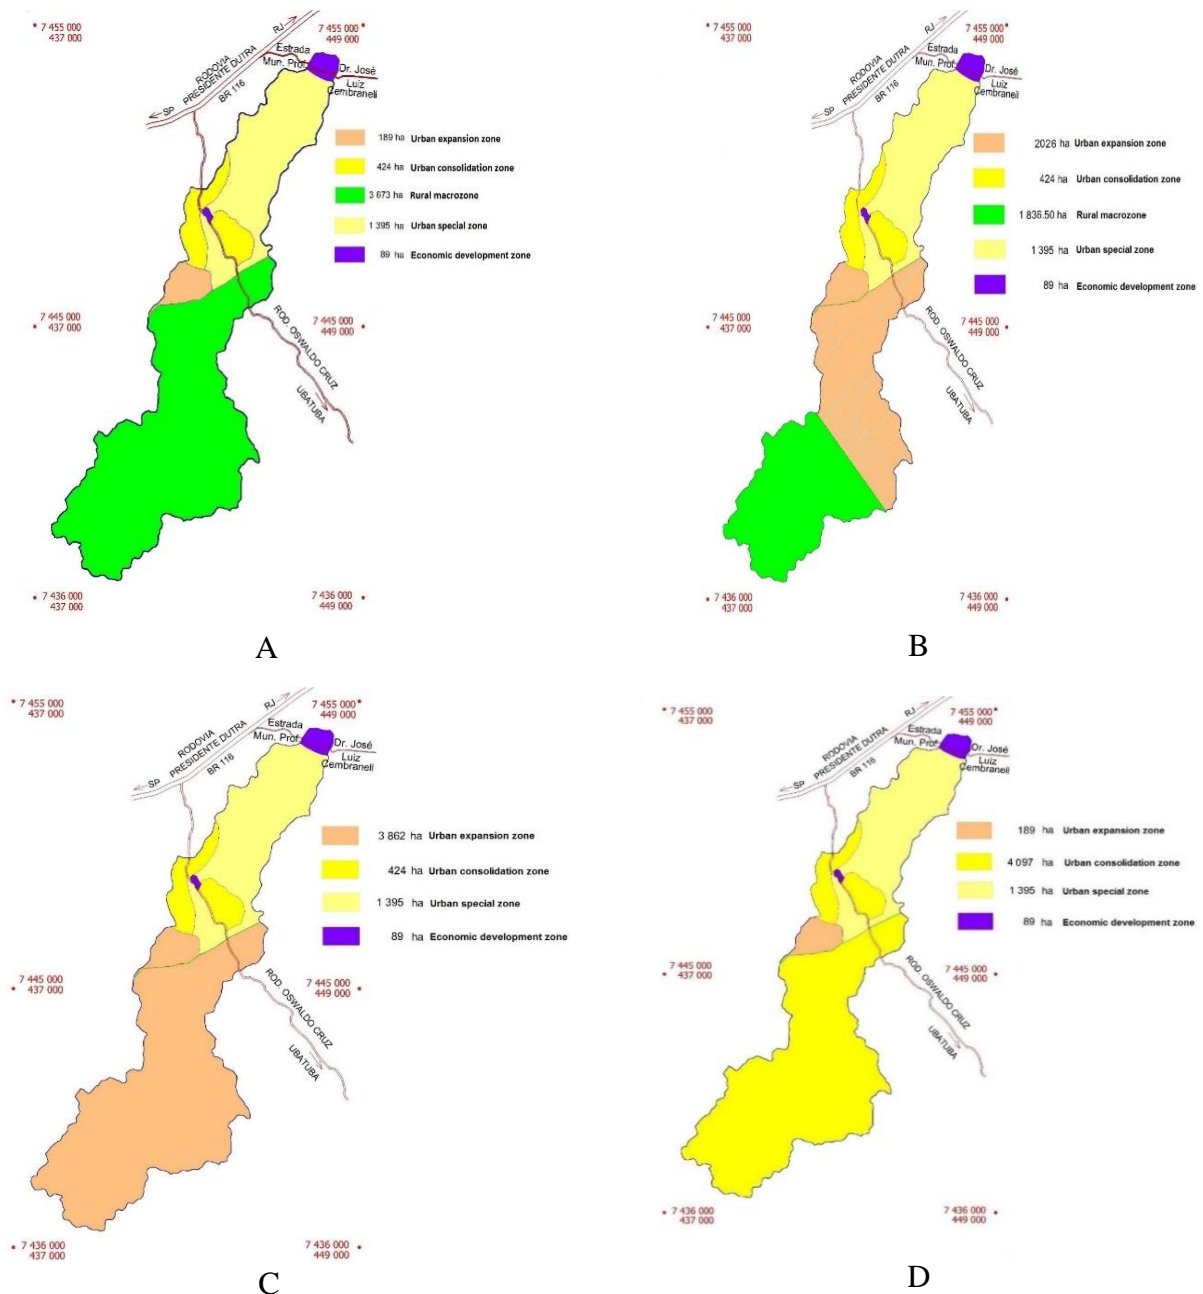 7 455 000
437 000
RODOVIA
PRESIDENTE DUTRA
BR 116
RJ
SP
7 455 000
449 000
Estrada
Mun. Prof.
Dr. José
Luiz
Cembraneli
189 ha Urban expansion zone
424 ha Urban consolidation zone
3 673 ha Rural macrozone
1 395 ha Urban special zone
89 ha Economic development zone
7 445 000
437 000
7 445 000
449 000
ROD. OSWALDO CRUZ
UBATUBA
7 436 000
437 000
7 436 000
449 000
A
7 455 000
437 000
RODOVIA
PRESIDENTE DUTRA
BR 116
RJ
SP
7 455 000
449 000
Estrada
Mun. Prof.
Dr. José
Luiz
Cembraneli
2026 ha Urban expansion zone
424 ha Urban consolidation zone
1 836.50 ha Rural macrozone
1 395 ha Urban special zone
89 ha Economic development zone
7 445 000
437 000
7 445 000
449 000
ROD. OSWALDO CRUZ
UBATUBA
7 436 000
437 000
7 436 000
449 000
B
7 455 000
437 000
RODOVIA
PRESIDENTE DUTRA
BR 116
RJ
SP
7 455 000
449 000
Estrada
Mun. Prof.
Dr. José
Luiz
Cembraneli
3 862 ha Urban expansion zone
424 ha Urban consolidation zone
1 395 ha Urban special zone
89 ha Economic development zone
7 445 000
437 000
7 445 000
449 000
ROD. OSWALDO CRUZ
UBATUBA
7 436 000
437 000
7 436 000
449 000
C
7 455 000
437 000
RODOVIA
PRESIDENTE DUTRA
BR 116
RJ
SP
7 455 000
449 000
Estrada
Mun. Prof.
Dr. José
Luiz
Cembraneli
189 ha Urban expansion zone
4 097 ha Urban consolidation zone
1 395 ha Urban special zone
89 ha Economic development zone
7 445 000
437 000
7 445 000
449 000
ROD. OSWALDO CRUZ
UBATUBA
7 436 000
437 000
7 436 000
449 000
D